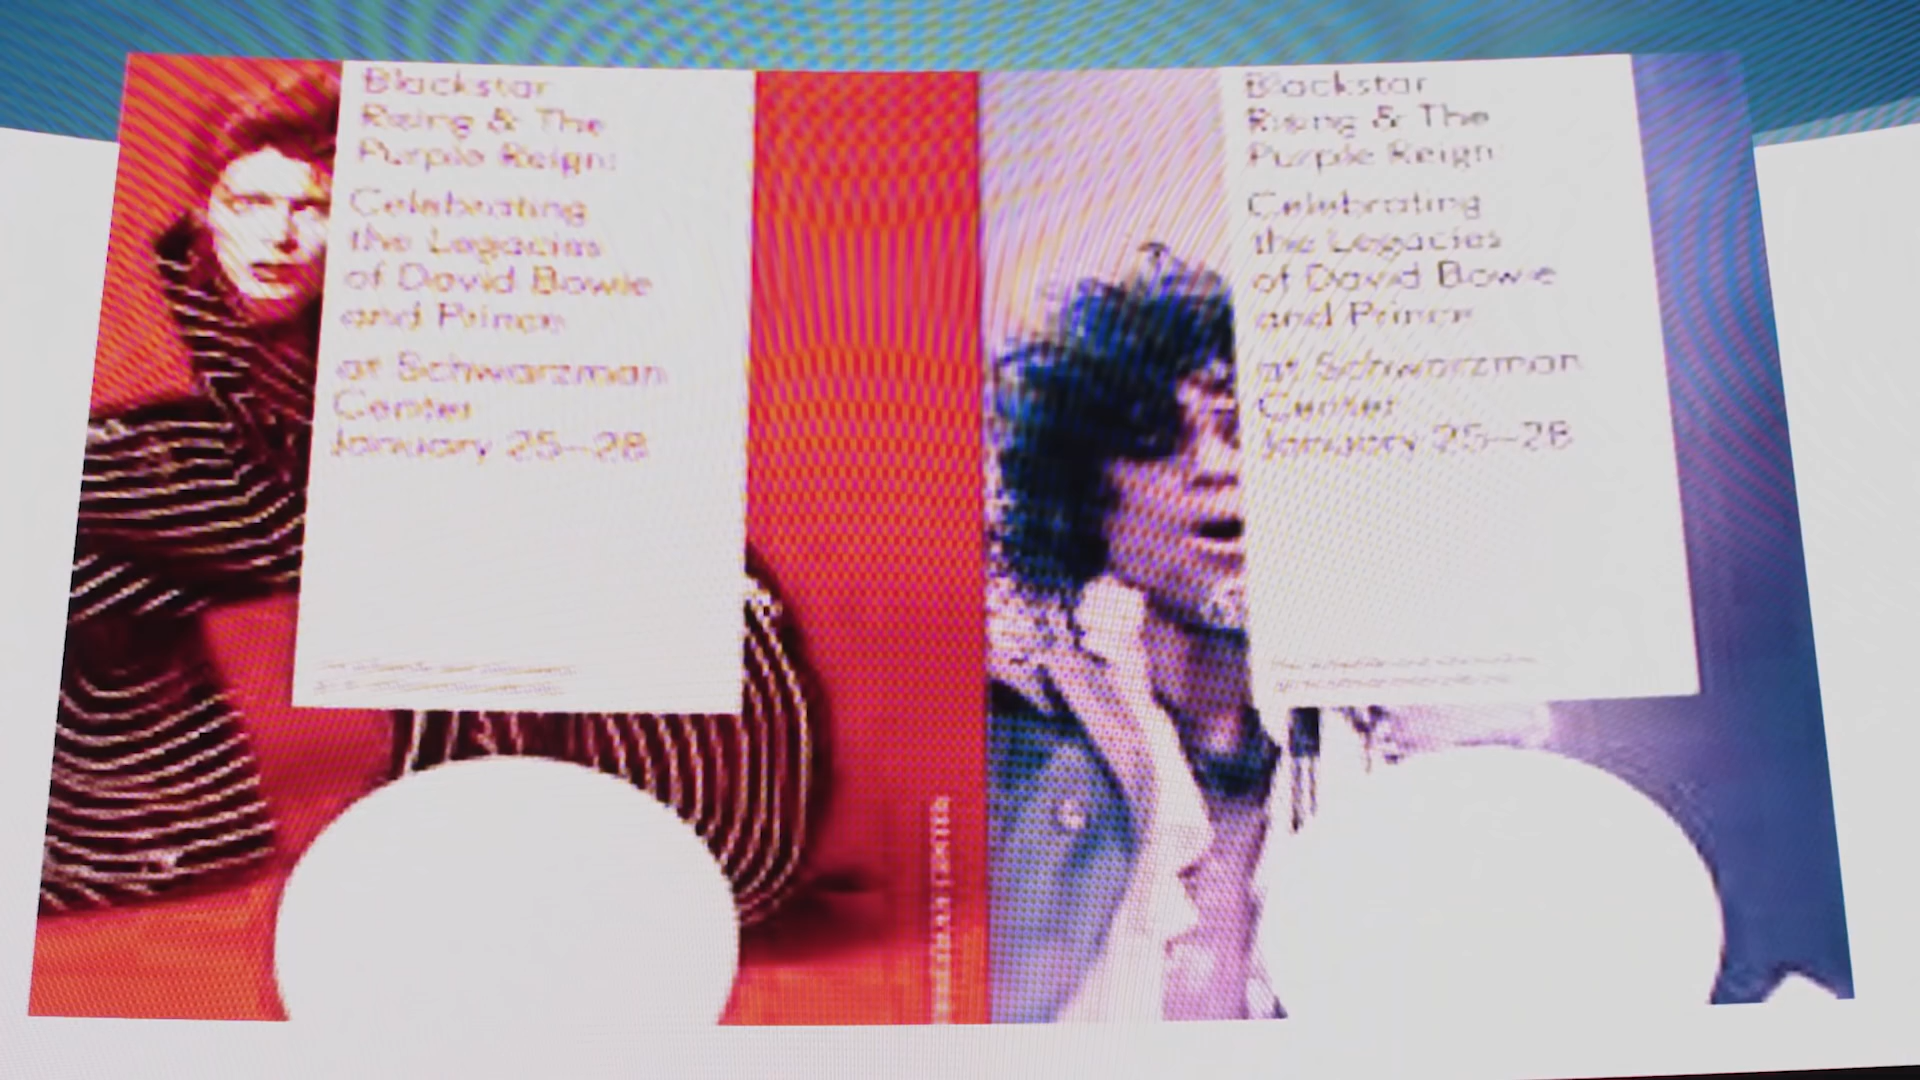 Blackstar
Rising & The
Purple Reign:
Celebrating
the Legacies
of David Bowie
and Prince
at Schwarzman
Center
January 25–28
Blackstar
Rising & The
Purple Reign:
Celebrating
the Legacies
of David Bowie
and Prince
at Schwarzman
Center
January 25–28